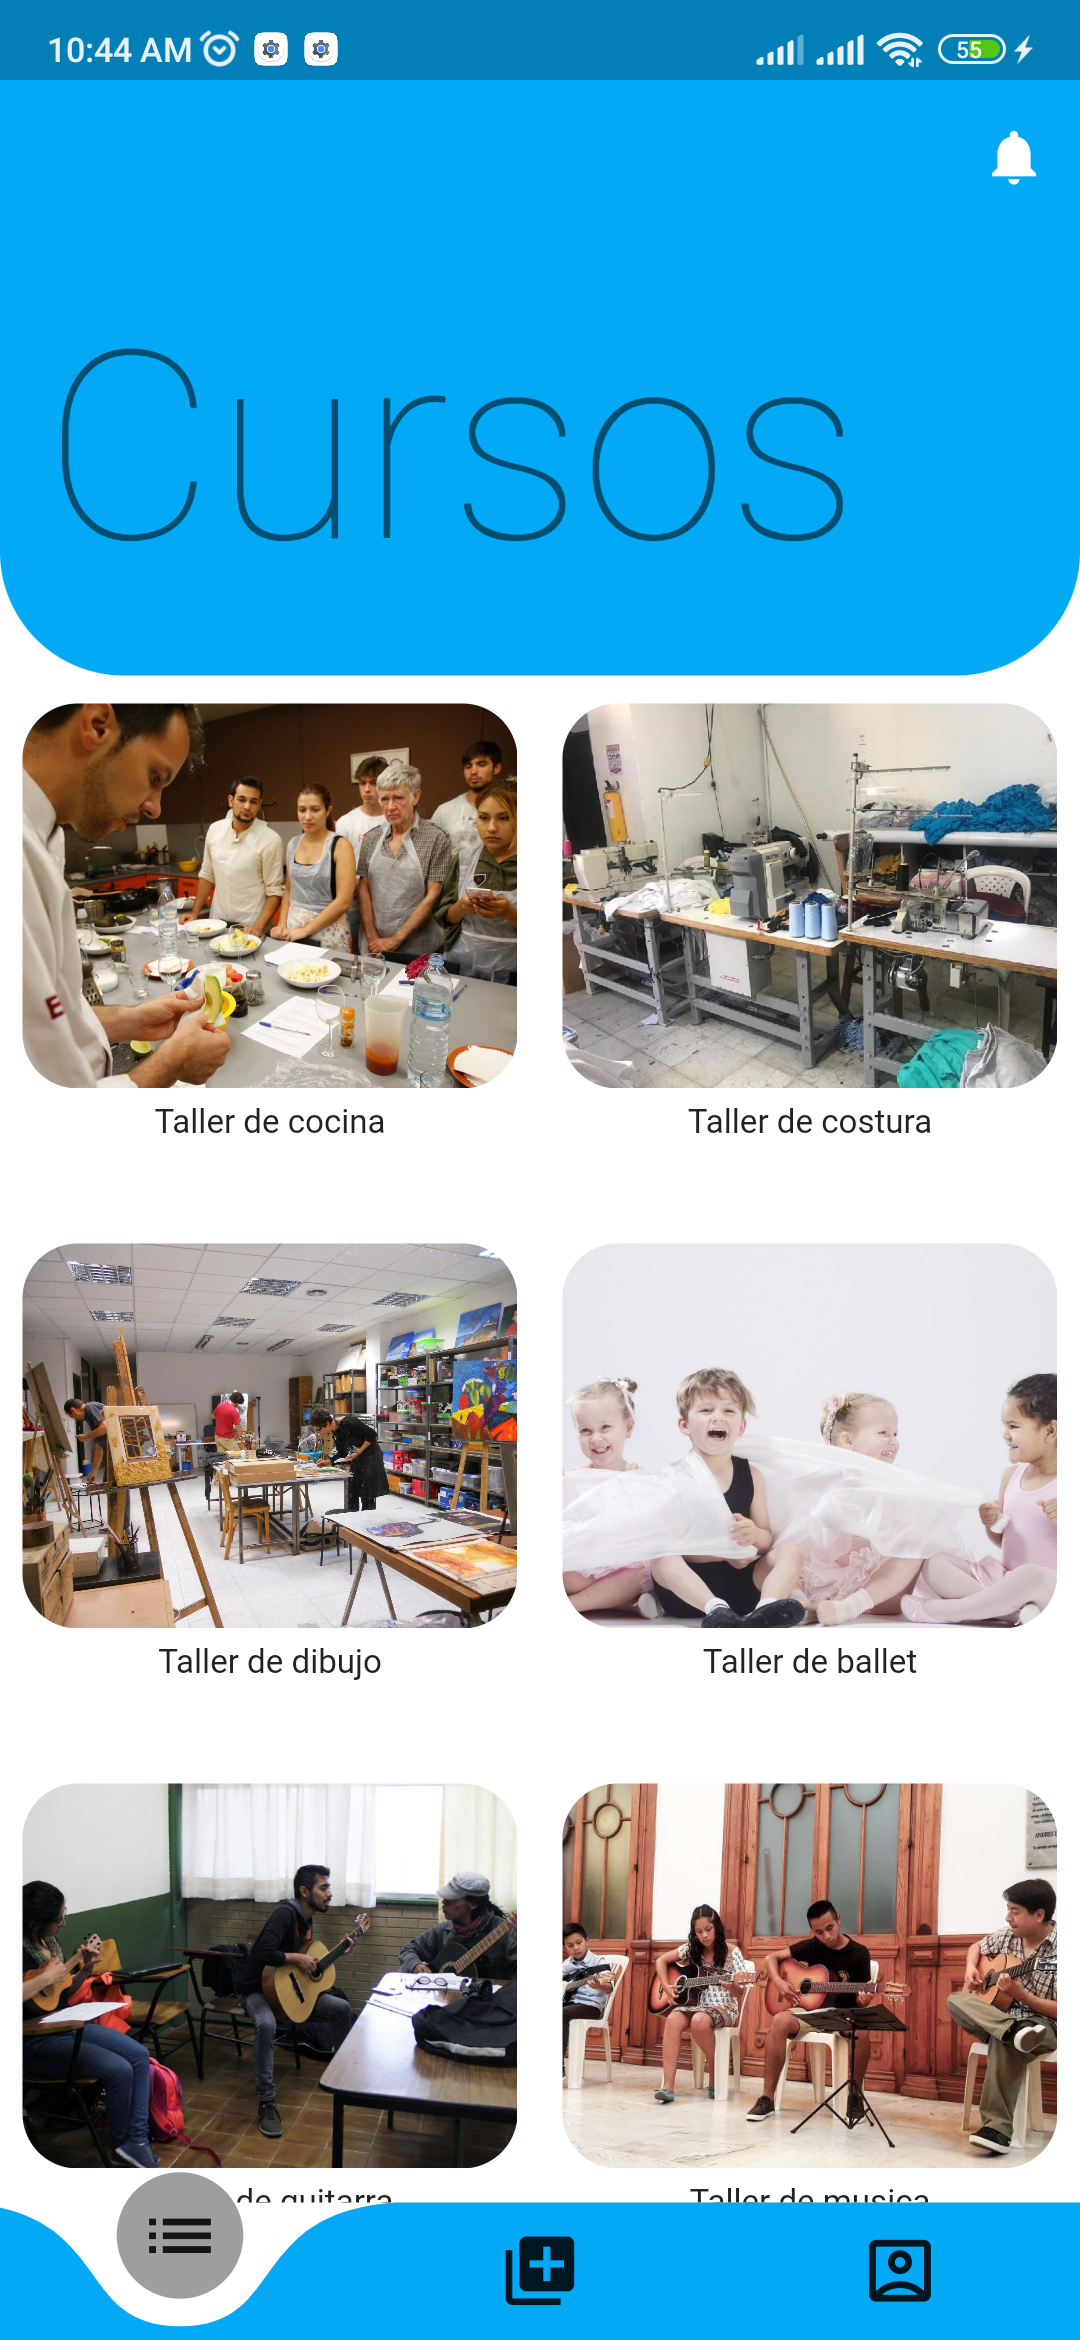 10:44 AM
55
Cursos
E
Taller de cocina
Taller de costura
Taller de dibujo
Taller de ballet
de guitarra
Taller de musica